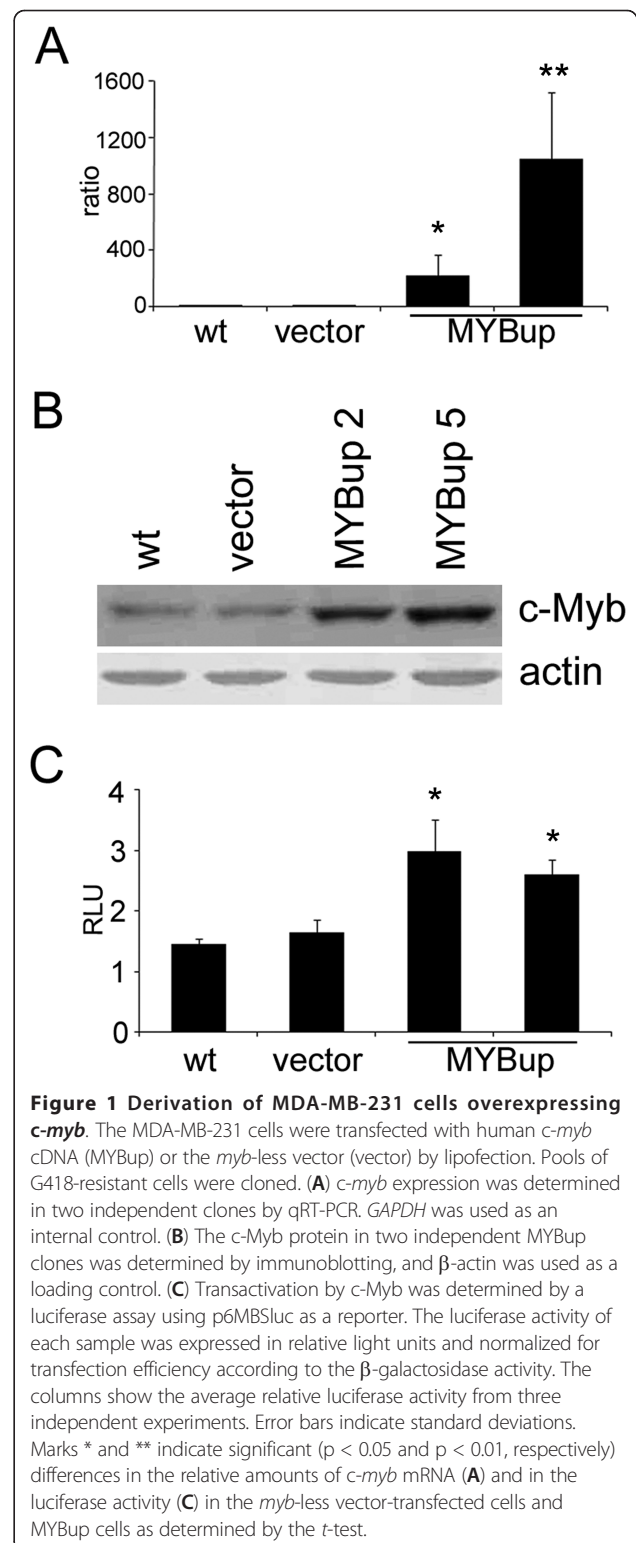 A
1600
1200
800
400
0
ratio
*
**
wt vector MYBup
B
wt
vector
MYBup 2
MYBup 5
c-Myb
actin
C
4
3
2
1
0
RLU
*
*
wt vector MYBup
Figure 1 Derivation of MDA-MB-231 cells overexpressing
c-myb. The MDA-MB-231 cells were transfected with human c-myb
cDNA (MYBup) or the myb-less vector (vector) by lipofection. Pools of
G418-resistant cells were cloned. (A) c-myb expression was determined
in two independent clones by qRT-PCR. GAPDH was used as an
internal control. (B) The c-Myb protein in two independent MYBup
clones was determined by immunoblotting, and β-actin was used as a
loading control. (C) Transactivation by c-Myb was determined by a
luciferase assay using p6MBSluc as a reporter. The luciferase activity of
each sample was expressed in relative light units and normalized for
transfection efficiency according to the β-galactosidase activity. The
columns show the average relative luciferase activity from three
independent experiments. Error bars indicate standard deviations.
Marks * and ** indicate significant (p < 0.05 and p < 0.01, respectively)
differences in the relative amounts of c-myb mRNA (A) and in the
luciferase activity (C) in the myb-less vector-transfected cells and
MYBup cells as determined by the t-test.